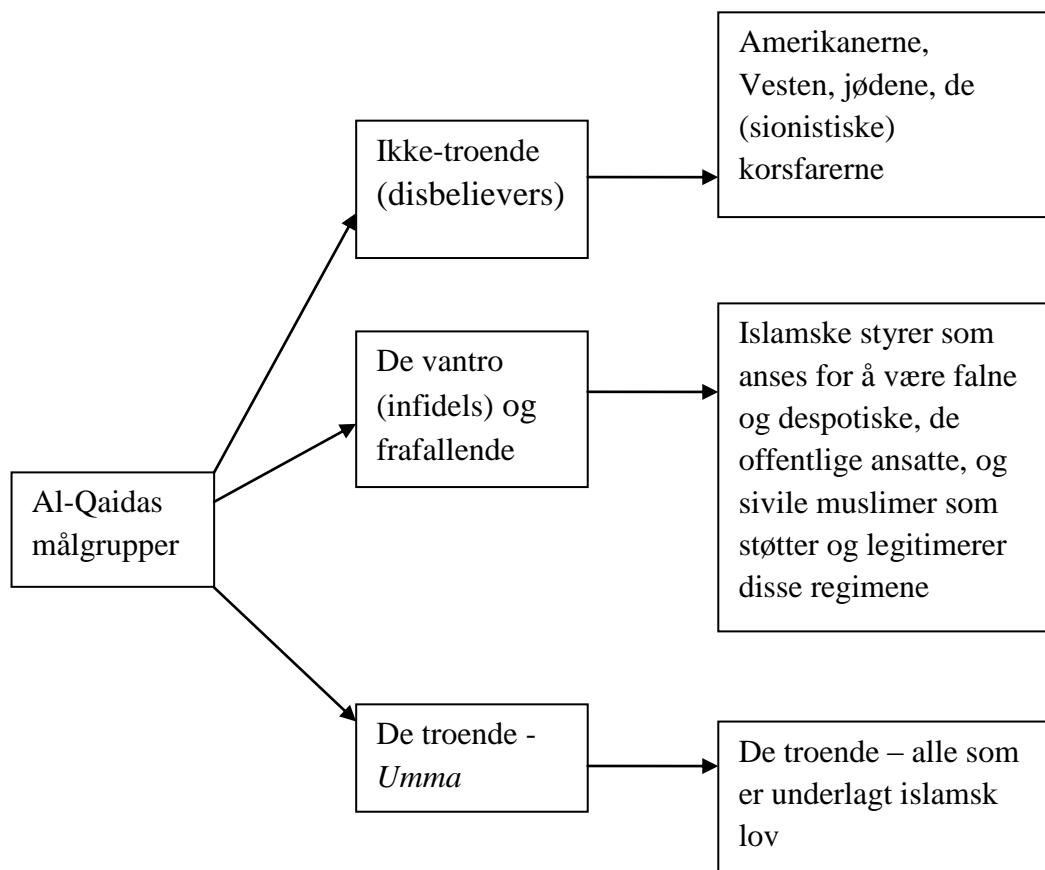 Amerikanerne,
Vesten, jødene, de
(sionistiske)
korsfarerne
Ikke-troende
(disbelievers)
Islamske styrer som
anses for å være falne
og despotiske, de
offentlige ansatte, og
sivile muslimer som
støtter og legitimerer
disse regimene
De vantro
(infidels) og
frafallende
Al-Qaidas
målgrupper
De troende -
Umma
De troende – alle som
er underlagt islamsk
lov